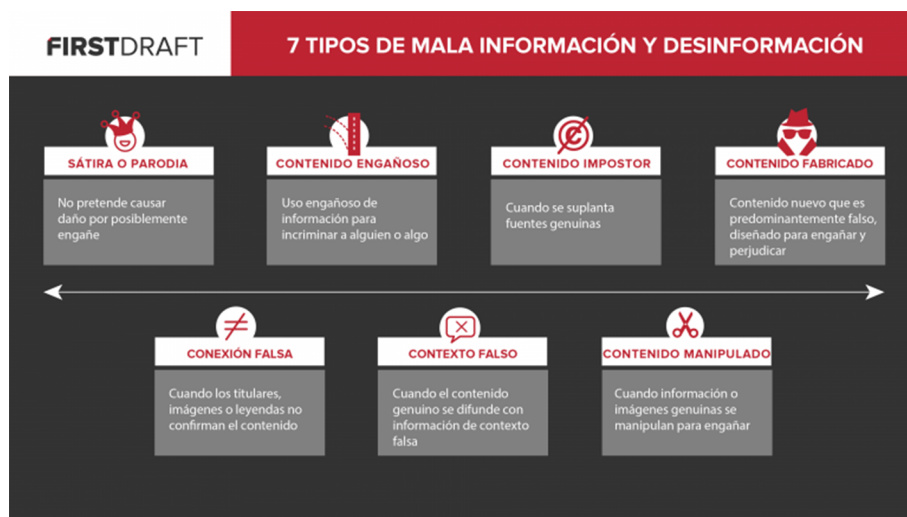 FIRSTDRAFT
7 TIPOS DE MALA INFORMACIÓN Y DESINFORMACIÓN
SÁTIRA O PARODIA
No pretende causar
daño por posiblemente
engañe
CONTENIDO ENGAÑOSO
Uso engañoso de
información para
incriminar a alguien o algo
CONTENIDO IMPOSTOR
Cuando se suplanta
fuentes genuinas
CONTENIDO FABRICADO
Contenido nuevo que es
predominantemente falso,
diseñado para engañar y
perjudicar
CONEXIÓN FALSA
Cuando los titulares,
imágenes o leyendas no
confirman el contenido
CONTEXTO FALSO
Cuando el contenido
genuino se difunde con
información de contexto
falsa
CONTENIDO MANIPULADO
Cuando información o
imágenes genuinas se
manipulan para engañar